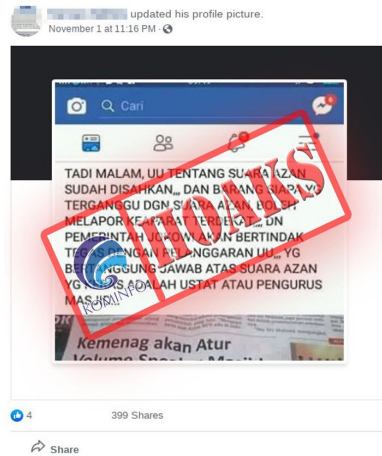 updated his profile picture.
November 1 at 11:16 PM ·
Cari
TADI MALAM, UU TENTANG SUARA AZAN
SUDAH DISAHKAN,,, DAN BARANG SIAPA YG
TERGANGGU DGN SUARA AZAN, BOLEH
MELAPOR KEAPARAT TERDEKAT,,, DN
PEMERINTAH JOKOWI AKAN BERTINDAK
TEGAS DENGAN PELANGGARAN UU,,, YG
BERTANGGUNG JAWAB ATAS SUARA AZAN
YG ADALAH USTAT ATAU PENGURUS
HOAKS
KOMINFO
Kemenag akan Atur
4
399 Shares
Share